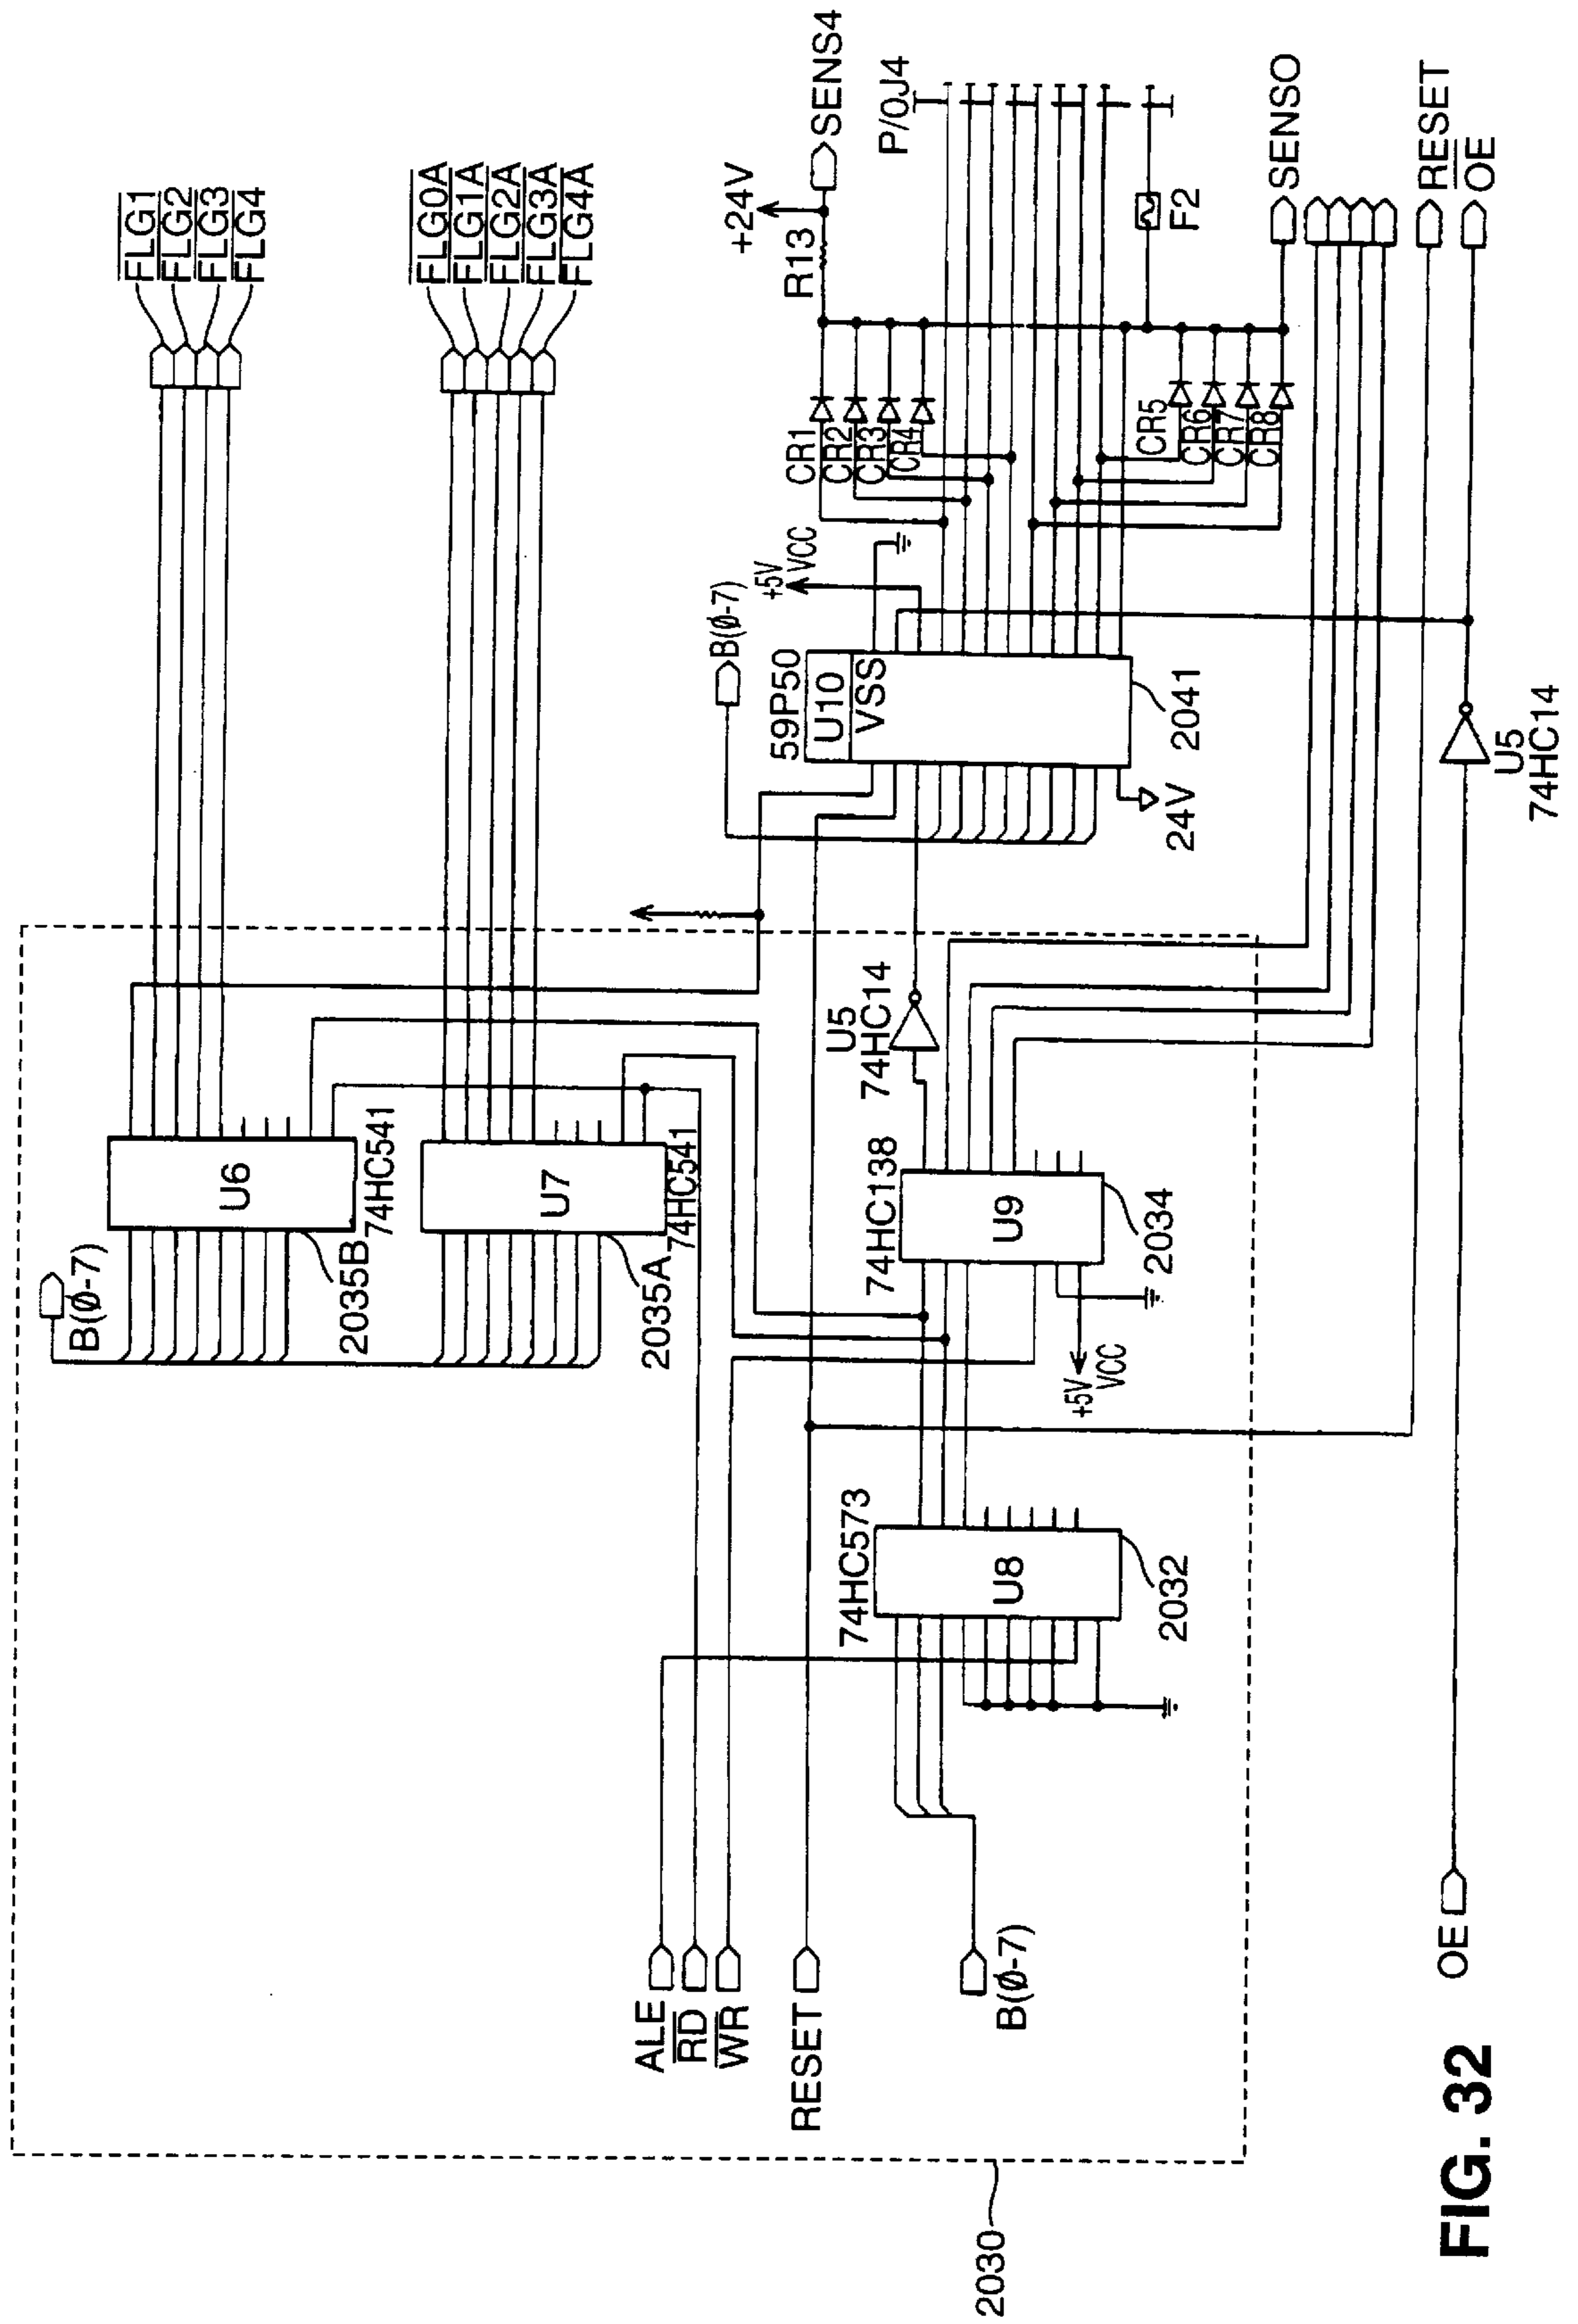 FLG1
FLG2
FLG3
FLG4
FLG0A
FLG1A
FLG2A
FLG3A
FLG4A
B(Ø-7)
U6
74HC541
2035B
U7
74HC541
2035A
ALE
RD
WR
RESET
B(Ø-7)
74HC573
U8
2032
74HC138
U9
2034
+5V
VCC
U5
74HC14
B(Ø-7)
59P50
U10
VSS
2041
24V
+5V
VCC
CR1
CR2
CR3
CR4
CR5
CR6
CR7
CR8
R13
+24V
SENS4
P/OJ4
F2
SENSO
RESET
OE
U5
74HC14
OE
2030
FIG. 32